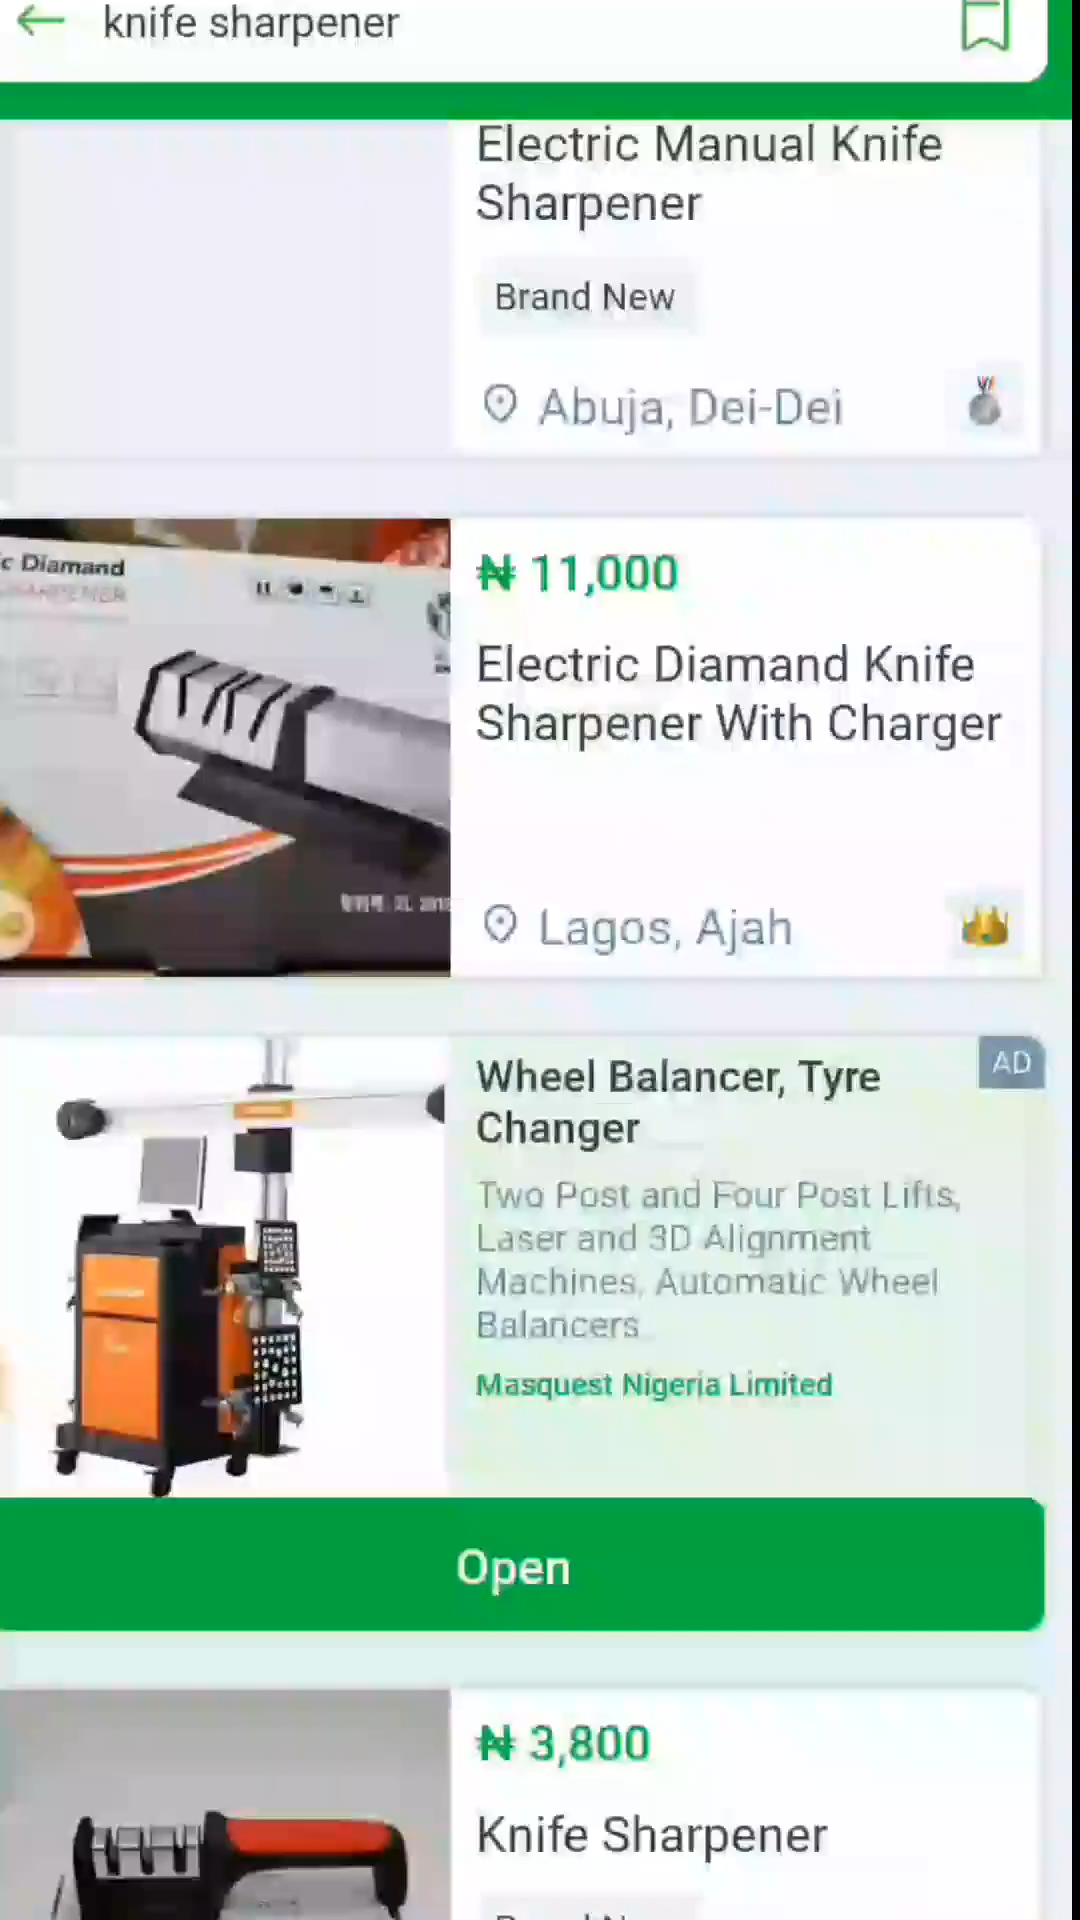 knife sharpener
Electric Manual Knife
Sharpener
Brand New
Abuja, Dei-Dei
c Diamand
₦ 11,000
Electric Diamand Knife
Sharpener With Charger
Lagos, Ajah
AD
Wheel Balancer, Tyre
Changer
Two Post and Four Post Lifts,
Laser and 3D Alignment
Machines, Automatic Wheel
Balancers
Masquest Nigeria Limited
Open
₦ 3,800
Knife Sharpener